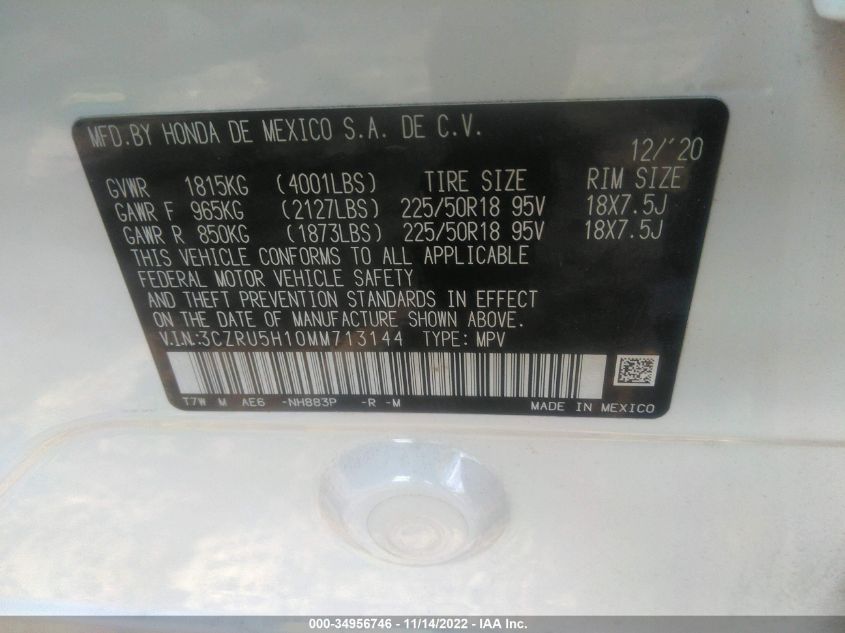 MFD.BY HONDA DE MEXICO S.A. DE C.V.
12/'20
GVWR 1815KG (4001LBS) TIRE SIZE RIM SIZE
GAWR F 965KG (2127LBS) 225/50R18 95V 18X7.5J
GAWR R 850KG (1873LBS) 225/50R18 95V 18X7.5J
THIS VEHICLE CONFORMS TO ALL APPLICABLE
FEDERAL MOTOR VEHICLE SAFETY
AND THEFT PREVENTION STANDARDS IN EFFECT
ON THE DATE OF MANUFACTURE SHOWN ABOVE.
V.I.N:3CZRU5H10MM713144 TYPE: MPV
T7W M AE6 -NH883P -R -M
MADE IN MEXICO
000-34956746 - 11/14/2022 - IAA Inc.